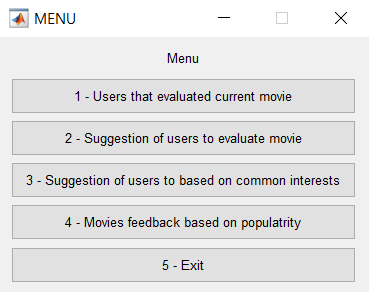 MENU
Menu
1 - Users that evaluated current movie
2 - Suggestion of users to evaluate movie
3 - Suggestion of users to based on common interests
4 - Movies feedback based on populatrity
5 - Exit